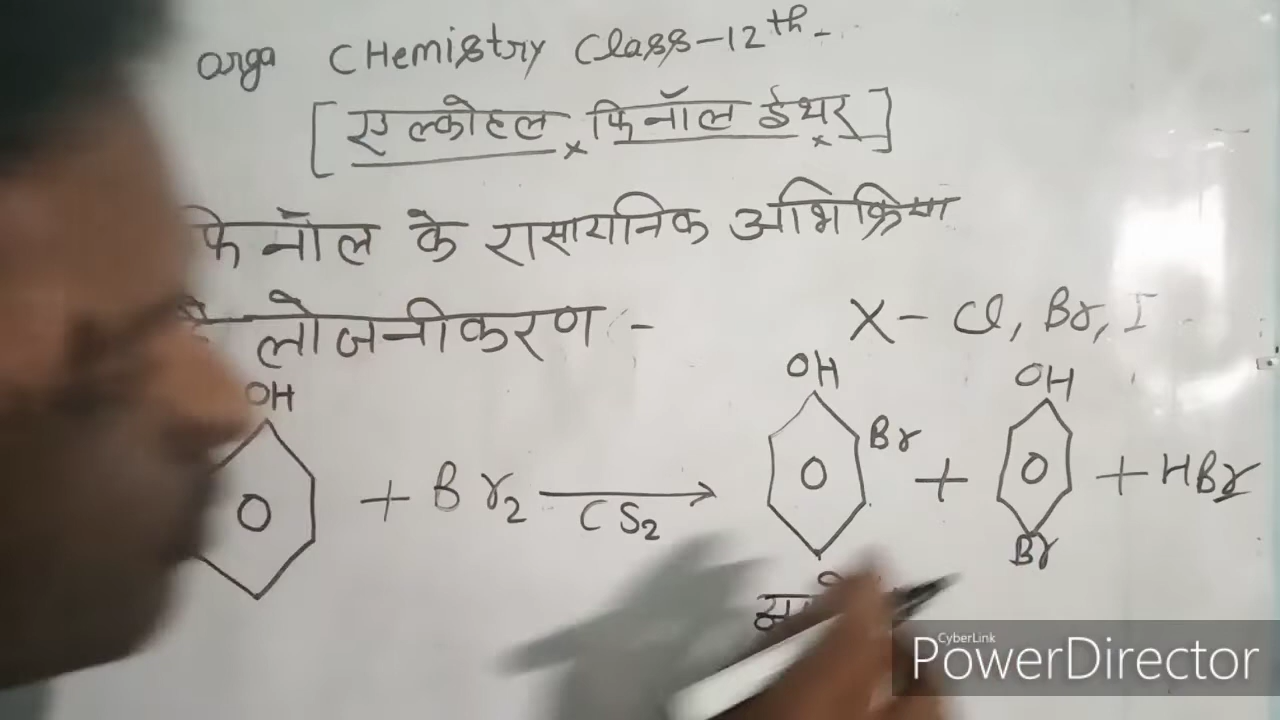 orga CHemistry Class-12th-
[एल्कोहल × फिनॉल ईथर]
फिनॉल के रासायनिक अभिक्रिया
लोजनीकरण -
X - Cl, Br, I
OH
OH
OH
Br
+ Br2 CS2 + + HBr
Br
CyberLink
PowerDirector